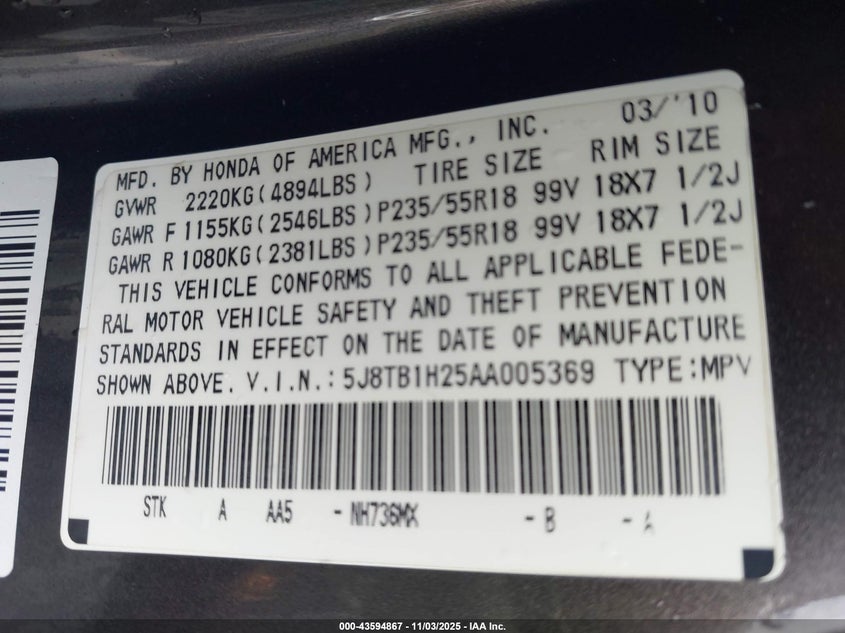 MFD. BY HONDA OF AMERICA MFG., INC. 03/'10
GVWR 2220KG(4894LBS) TIRE SIZE RIM SIZE
GAWR F 1155KG(2546LBS)P235/55R18 99V 18X7 1/2J
GAWR R 1080KG(2381LBS)P235/55R18 99V 18X7 1/2J
THIS VEHICLE CONFORMS TO ALL APPLICABLE FEDE-
RAL MOTOR VEHICLE SAFETY AND THEFT PREVENTION
STANDARDS IN EFFECT ON THE DATE OF MANUFACTURE
SHOWN ABOVE. V.I.N.:5J8TB1H25AA005369 TYPE:MPV
STK A AA5 -NH736MX -B -A
000-43594867 - 11/03/2025 - IAA Inc.